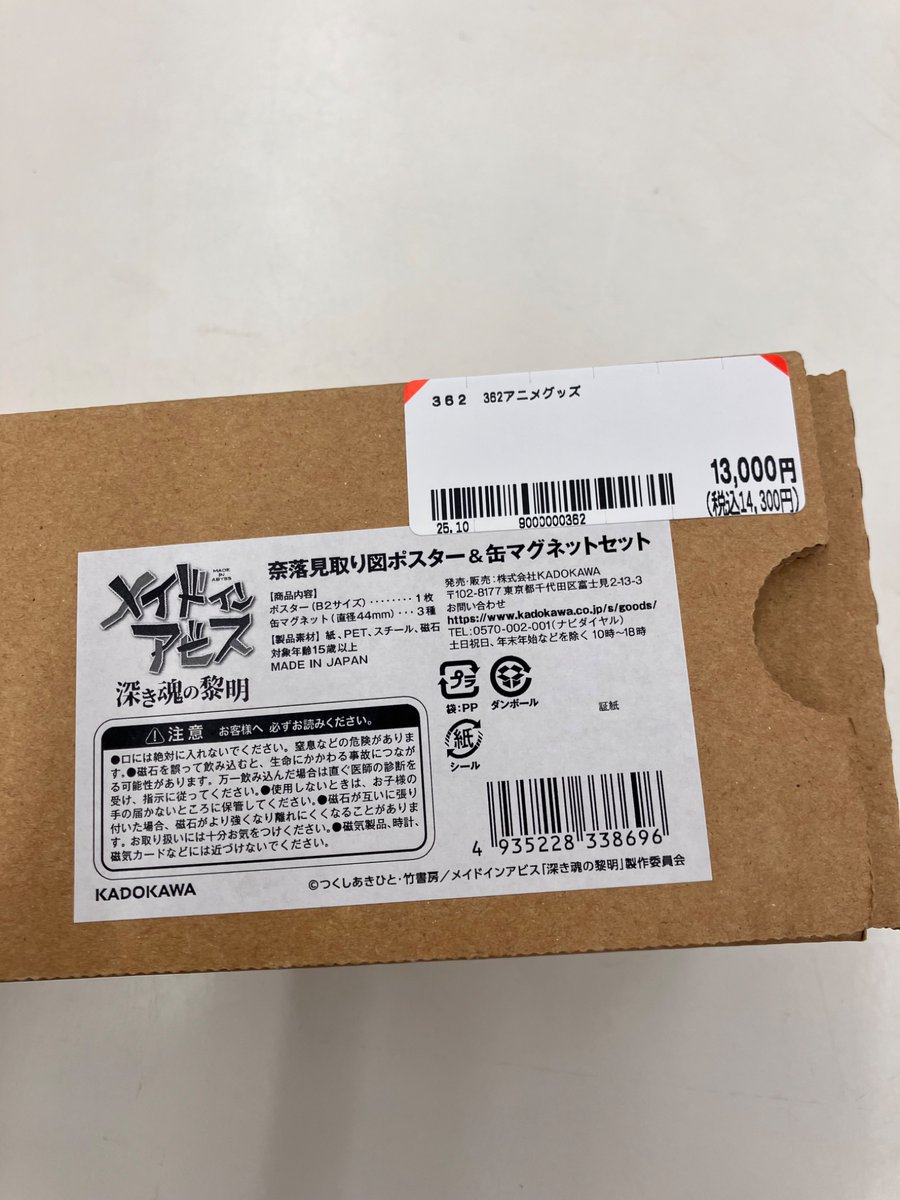 362 362アニメグッズ
13,000円
(税込14,300円)
25.10 9000000362
メイドインアビス
MADE IN ABYSS
深き魂の黎明
奈落見取り図ポスター&缶マグネットセット
【商品内容】
ポスター(B2サイズ)‥‥‥‥1枚
缶マグネット(直径44mm)‥‥3種
【製品素材】紙、PET、スチール、磁石
対象年齢15歳以上
MADE IN JAPAN
発売・販売:株式会社KADOKAWA
〒102-8177 東京都千代田区富士見2-13-3
お問い合わせ
https://www.kadokawa.co.jp/s/goods/
TEL:0570-002-001(ナビダイヤル)
土日祝日、年末年始などを除く 10時〜18時
プラ
袋:PP
ダンボール
紙
シール
証紙
注意 お客様へ 必ずお読みください。
●口には絶対に入れないでください。窒息などの危険がありま
す。●磁石を誤って飲み込むと、生命にかかわる事故につなが
る可能性があります。万一飲み込んだ場合は直ぐ医師の診断を
受け、指示に従ってください。●使用しないときは、お子様の
手の届かないところに保管してください。●磁石が互いに張り
付いた場合、磁石がより強くなり離れにくくなることがありま
す。お取り扱いには十分お気をつけください。●磁気製品、時計、
磁気カードなどには近づけないでください。
4 935228 338696
KADOKAWA
©つくしあきひと・竹書房/メイドインアビス「深き魂の黎明」製作委員会